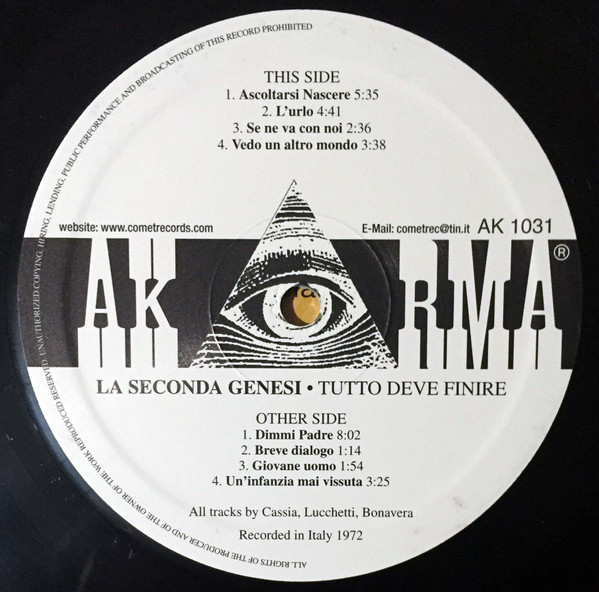 THIS SIDE
1. Ascoltarsi Nascere 5:35
2. L'urlo 4:41
3. Se ne va con noi 2:36
4. Vedo un altro mondo 3:38
website: www.cometrecords.com
E-Mail: cometrec@tin.it AK 1031
AKARMA ®
LA SECONDA GENESI • TUTTO DEVE FINIRE
OTHER SIDE
1. Dimmi Padre 8:02
2. Breve dialogo 1:14
3. Giovane uomo 1:54
4. Un'infanzia mai vissuta 3:25
All tracks by Cassia, Lucchetti, Bonavera
Recorded in Italy 1972
ALL RIGHTS OF THE PRODUCER AND OF THE OWNER OF THE WORK REPRODUCED RESERVED. UNAUTHORIZED COPYING, HIRING, LENDING, PUBLIC PERFORMANCE AND BROADCASTING OF THIS RECORD PROHIBITED